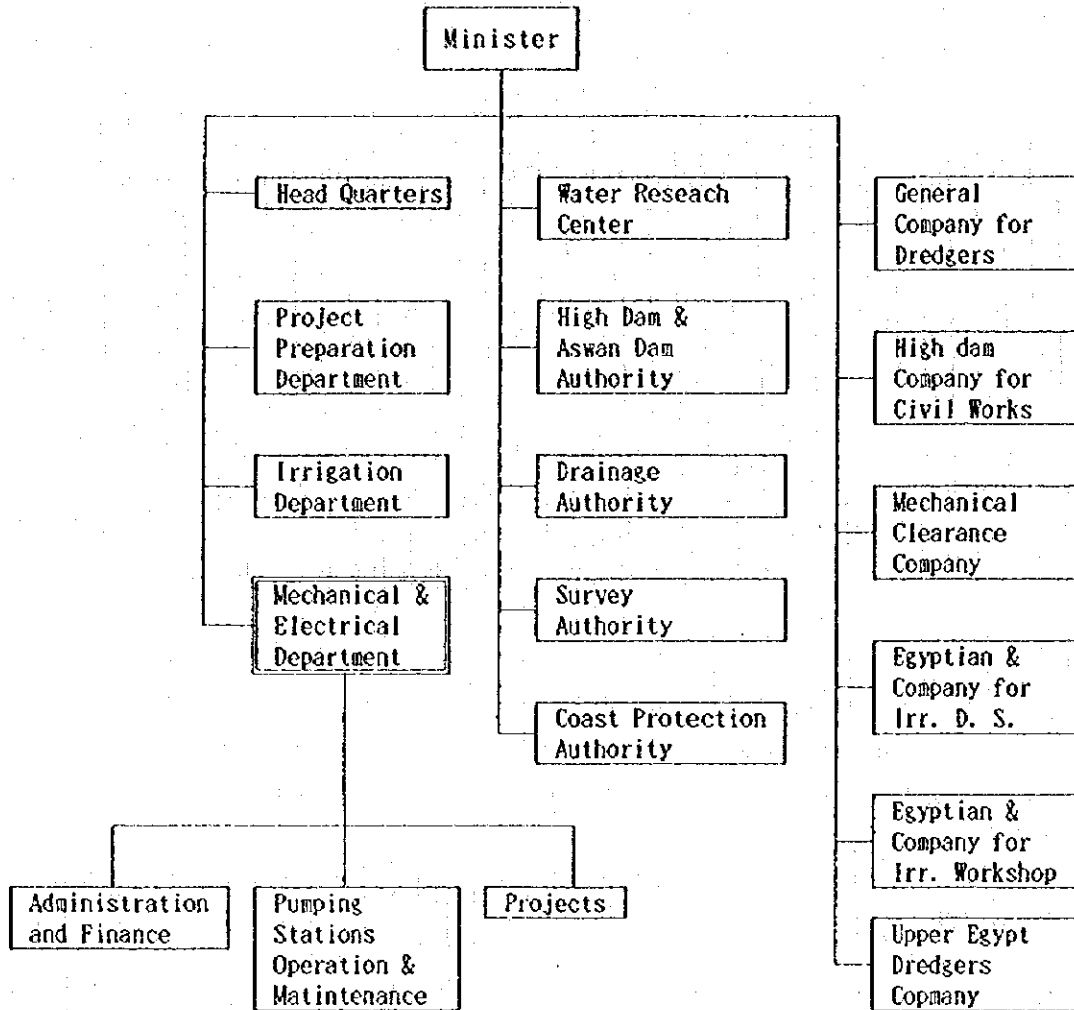 Minister
Head Quarters
Project
Preparation
Department
Irrigation
Department
Mechanical &
Electrical
Department
Water Reseach
Center
High Dam &
Aswan Dam
Authority
Drainage
Authority
Survey
Authority
Coast Protection
Authority
General
Company for
Dredgers
High dam
Company for
Civil Works
Mechanical
Clearance
Company
Egyptian &
Company for
Irr. D. S.
Egyptian &
Company for
Irr. Workshop
Upper Egypt
Dredgers
Copmany
Administration
and Finance
Pumping
Stations
Operation &
Matintenance
Projects